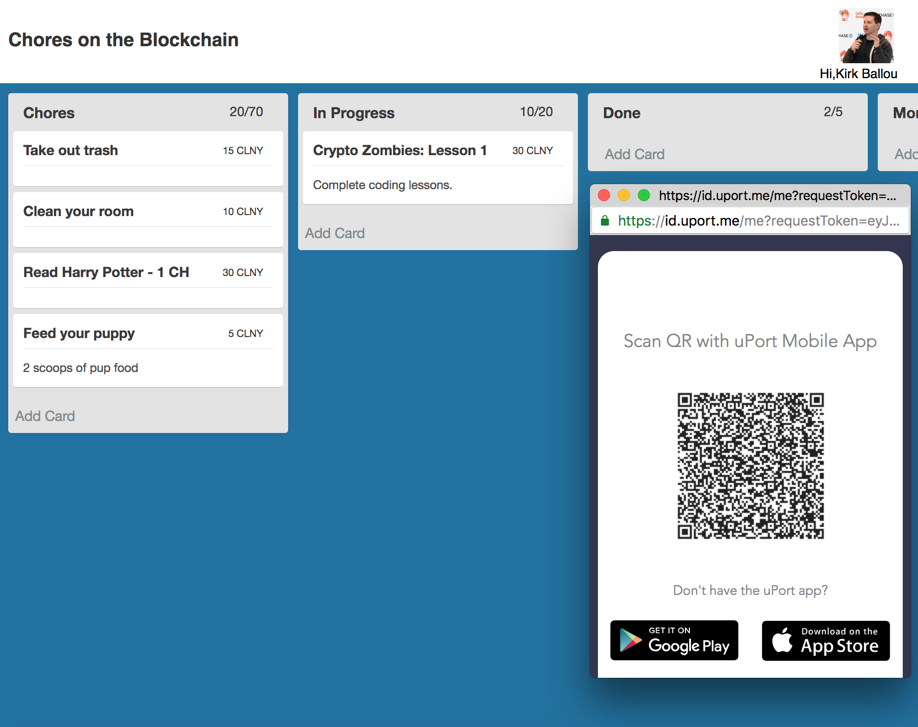 Chores on the Blockchain
Hi,Kirk Ballou
Chores 20/70
Take out trash 15 CLNY
Clean your room 10 CLNY
Read Harry Potter - 1 CH 30 CLNY
Feed your puppy 5 CLNY
2 scoops of pup food
Add Card
In Progress 10/20
Crypto Zombies: Lesson 1 30 CLNY
Complete coding lessons.
Add Card
Done 2/5
Add Card
https://id.uport.me/me?requestToken=...
https://id.uport.me/me?requestToken=eyJ...
Scan QR with uPort Mobile App
Don't have the uPort app?
GET IT ON
Google Play
Download on the
App Store